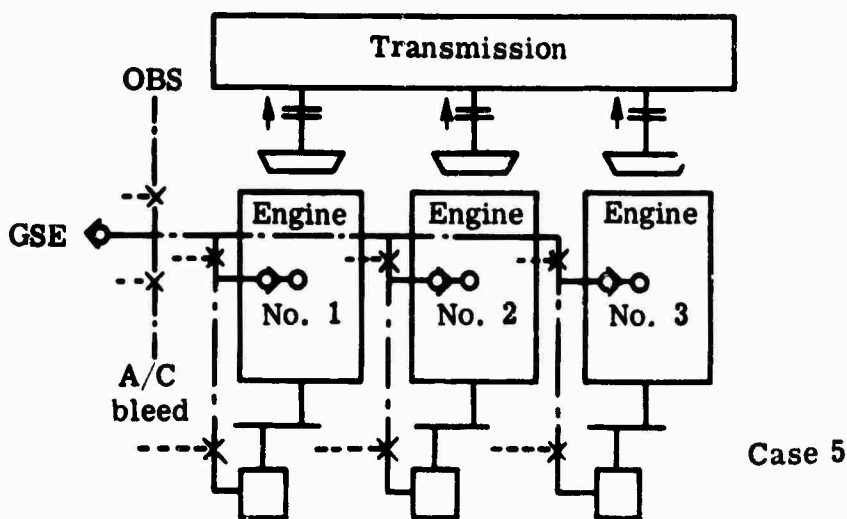 Transmission
OBS
GSE
Engine
No. 1
Engine
No. 2
Engine
No. 3
A/C
bleed
Case 5